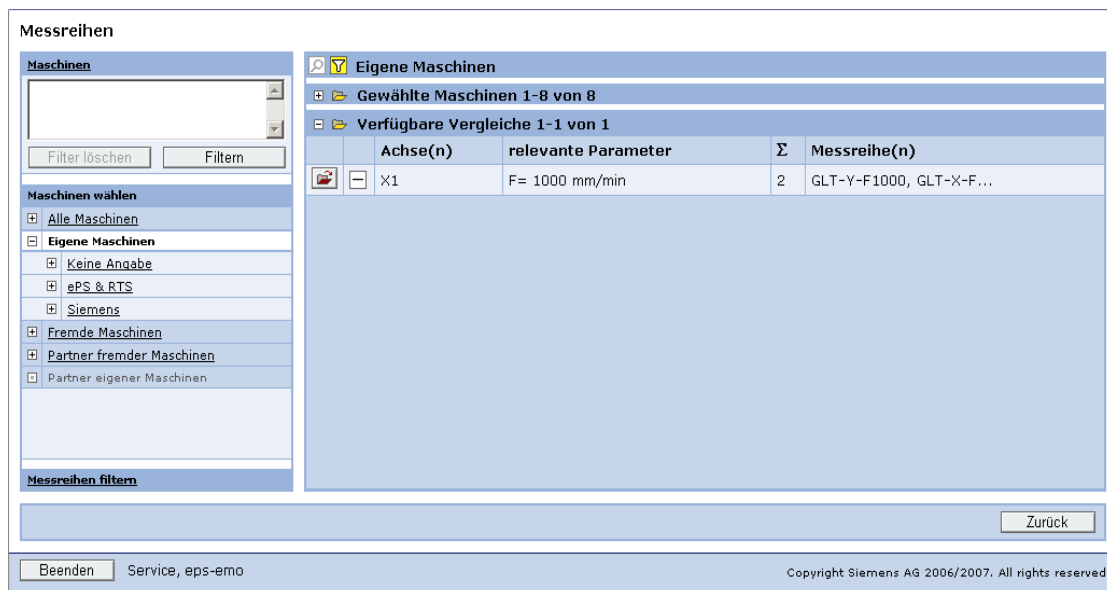 Messreihen
Maschinen
Filter löschen
Filtern
Maschinen wählen
Alle Maschinen
Eigene Maschinen
Keine Angabe
ePS & RTS
Siemens
Fremde Maschinen
Partner fremder Maschinen
Partner eigener Maschinen
Messreihen filtern
Eigene Maschinen
Gewählte Maschinen 1-8 von 8
Verfügbare Vergleiche 1-1 von 1
Achse(n) relevante Parameter Σ Messreihe(n)
X1 F= 1000 mm/min 2 GLT-Y-F1000, GLT-X-F...
Zurück
Beenden Service, eps-emo Copyright Siemens AG 2006/2007. All rights reserved